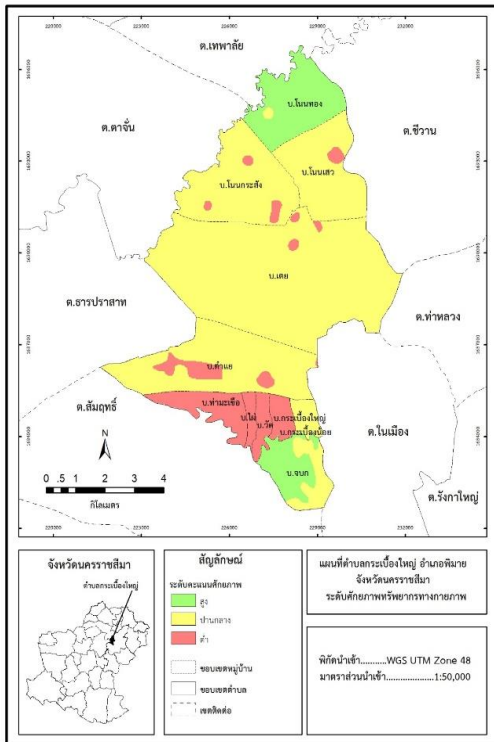 220000 223000 226000 229000 232000
ต.เทพาลัย
บ.โนนทอง
ต.ตาจั่น
ต.ชีวาน
บ.โนนเสว
บ.โนนกระสัง
บ.เตย
ต.ธารปราสาท
ต.ท่าหลวง
บ.ตำแย
ต.สัมฤทธิ์
บ.ท่ามะเขือ
บ.ไผ่
บ.วัด
บ.กระเบื้องใหญ่
บ.กระเบื้องน้อย
ต.ในเมือง
บ.จบก
ต.รังกาใหญ่
N
0 .5 1 2 3 4
กิโลเมตร
220000 223000 226000 229000 232000
จังหวัดนครราชสีมา
ตำบลกระเบื้องใหญ่
สัญลักษณ์
ระดับคะแนนศักยภาพ
สูง
ปานกลาง
ต่ำ
ขอบเขตหมู่บ้าน
ขอบเขตตำบล
เขตติดต่อ
แผนที่ตำบลกระเบื้องใหญ่ อำเภอพิมาย
จังหวัดนครราชสีมา
ระดับศักยภาพทรัพยากรทางกายภาพ
พิกัดนำเข้า..........WGS UTM Zone 48
มาตราส่วนนำเข้า..................1:50,000